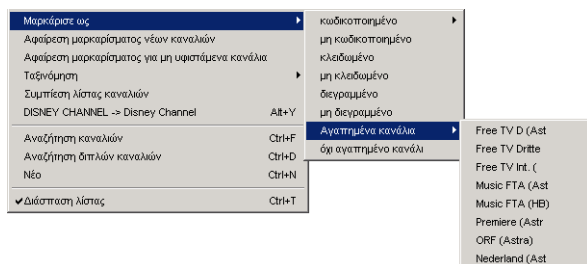 Μαρκάρισε ως
Αφαίρεση μαρκαρίσματος νέων καναλιών
Αφαίρεση μαρκαρίσματος για μη υφιστάμενα κανάλια
Ταξινόμηση
Συμπίεση λίστας καναλιών
DISNEY CHANNEL -> Disney Channel Alt+Y
Αναζήτηση καναλιών Ctrl+F
Αναζήτηση διπλών καναλιών Ctrl+D
Νέο Ctrl+N
✔Διάσπαση λίστας Ctrl+T
κωδικοποιημένο
μη κωδικοποιημένο
κλειδωμένο
μη κλειδωμένο
διεγραμμένο
μη διεγραμμένο
Αγαπημένα κανάλια
όχι αγαπημένο κανάλι
Free TV D (Ast
Free TV Dritte
Free TV Int. (
Music FTA (Ast
Music FTA (HB)
Premiere (Astr
ORF (Astra)
Nederland (Ast